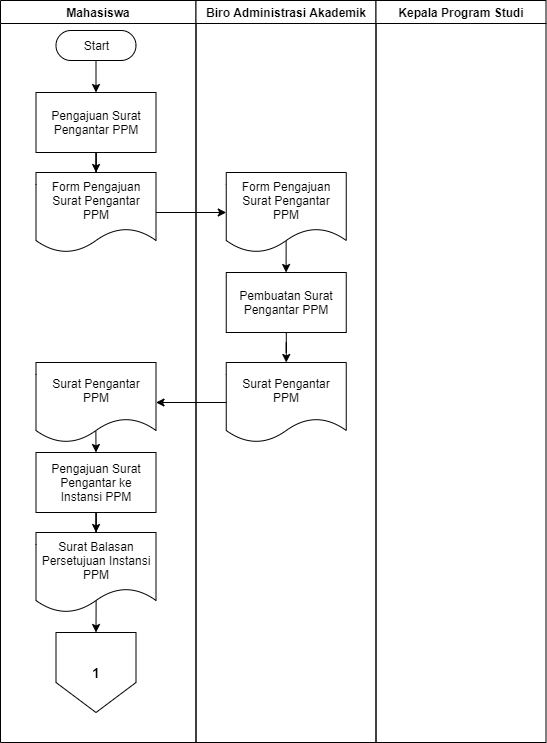 Mahasiswa
Biro Administrasi Akademik
Kepala Program Studi
Start
Pengajuan Surat
Pengantar PPM
Form Pengajuan
Surat Pengantar
PPM
Form Pengajuan
Surat Pengantar
PPM
Pembuatan Surat
Pengantar PPM
Surat Pengantar
PPM
Surat Pengantar
PPM
Pengajuan Surat
Pengantar ke
Instansi PPM
Surat Balasan
Persetujuan Instansi
PPM
1